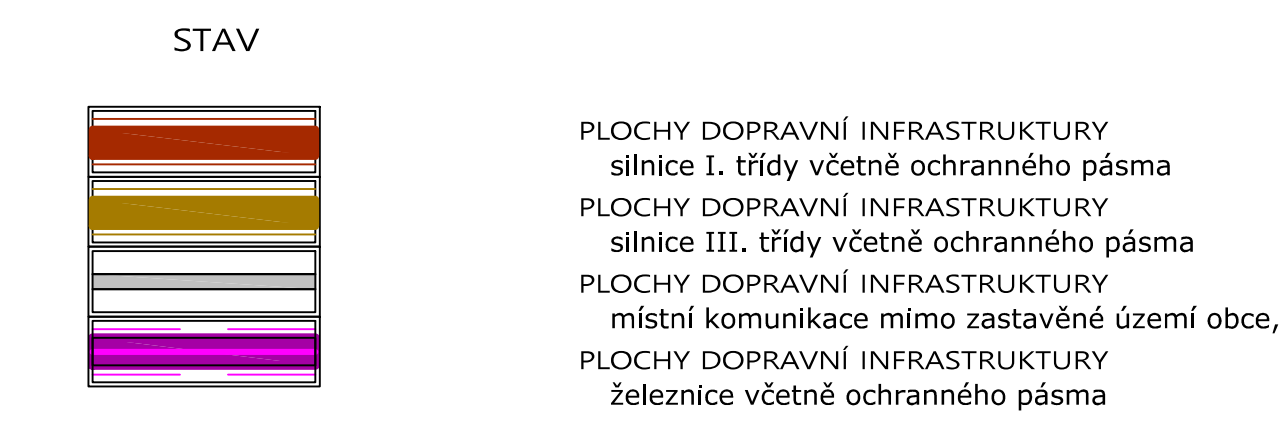 STAV
PLOCHY DOPRAVNÍ INFRASTRUKTURY
silnice I. třídy včetně ochranného pásma
PLOCHY DOPRAVNÍ INFRASTRUKTURY
silnice III. třídy včetně ochranného pásma
PLOCHY DOPRAVNÍ INFRASTRUKTURY
místní komunikace mimo zastavěné území obce,
PLOCHY DOPRAVNÍ INFRASTRUKTURY
železnice včetně ochranného pásma